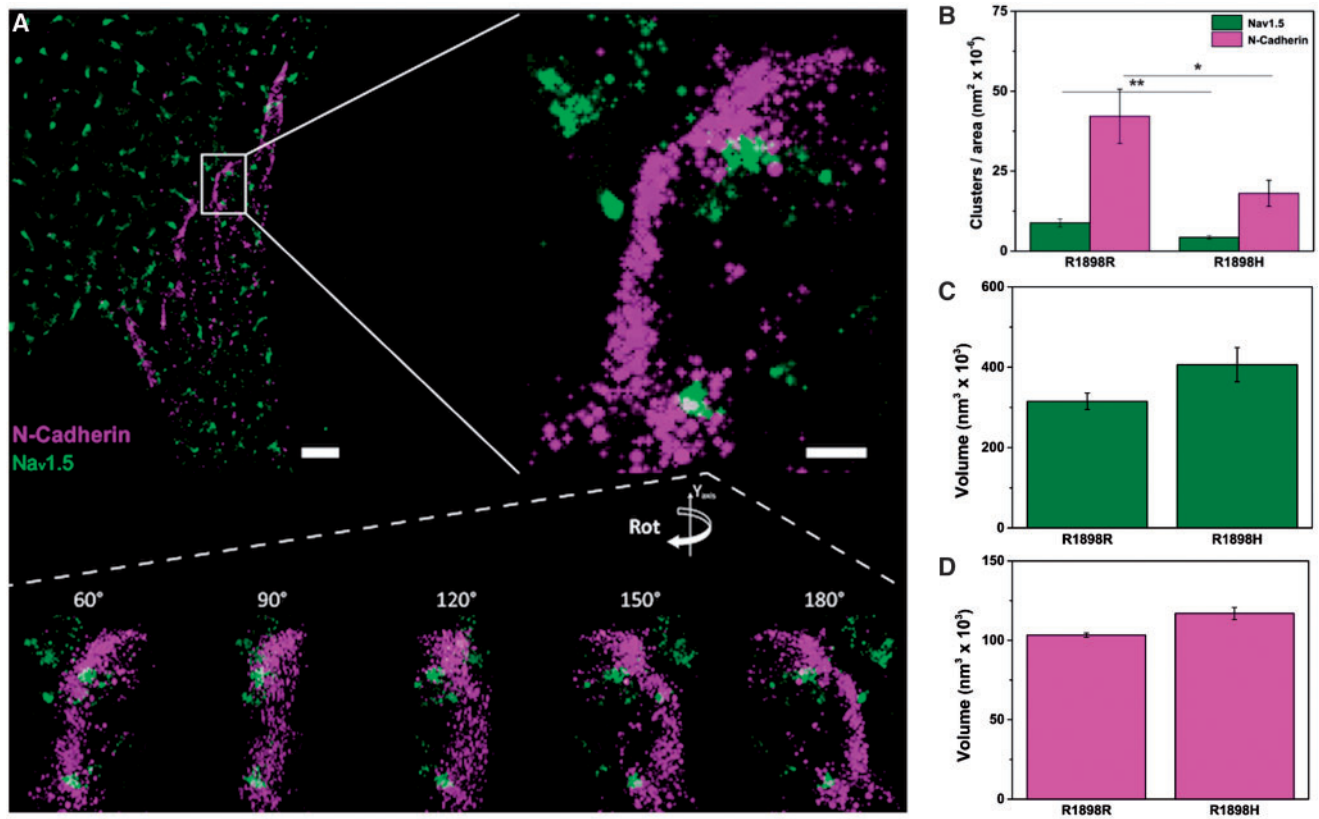 A
N-Cadherin
Nav1.5
Rot
Yaxis
60°
90°
120°
150°
180°
B
75
50
25
0
Clusters / area (nm² x 10⁻⁶)
Nav1.5
N-Cadherin
*
**
R1898R
R1898H
C
600
400
200
0
Volume (nm³ x 10³)
R1898R
R1898H
D
150
100
50
0
Volume (nm³ x 10³)
R1898R
R1898H